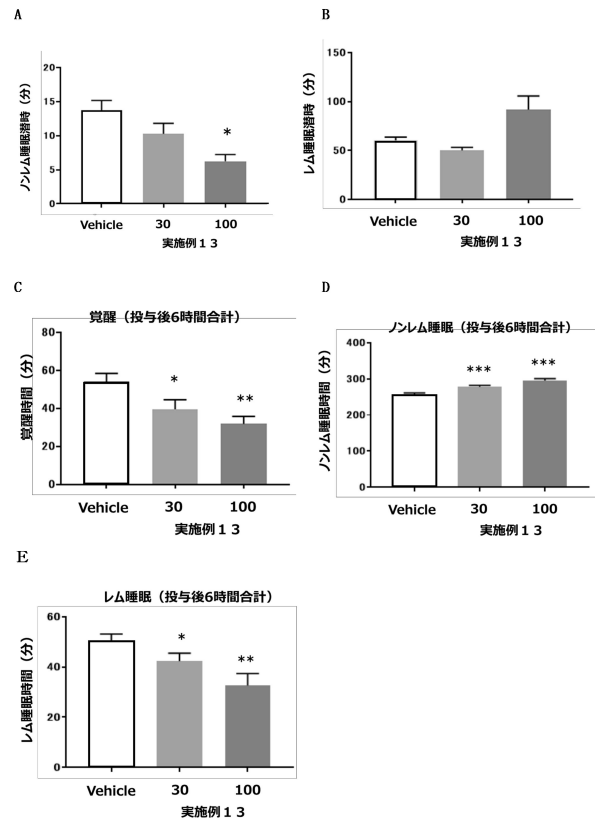 A
ノンレム睡眠潜時（分）
20
15
10
5
0
*
Vehicle 30 100
実施例１３
B
レム睡眠潜時（分）
150
100
50
0
Vehicle 30 100
実施例１３
C
覚醒（投与後6時間合計）
覚醒時間（分）
80
60
40
20
0
* **
Vehicle 30 100
実施例１３
D
ノンレム睡眠（投与後6時間合計）
ノンレム睡眠時間（分）
400
300
200
100
0
*** ***
Vehicle 30 100
実施例１３
E
レム睡眠（投与後6時間合計）
レム睡眠時間（分）
60
40
20
0
* **
Vehicle 30 100
実施例１３